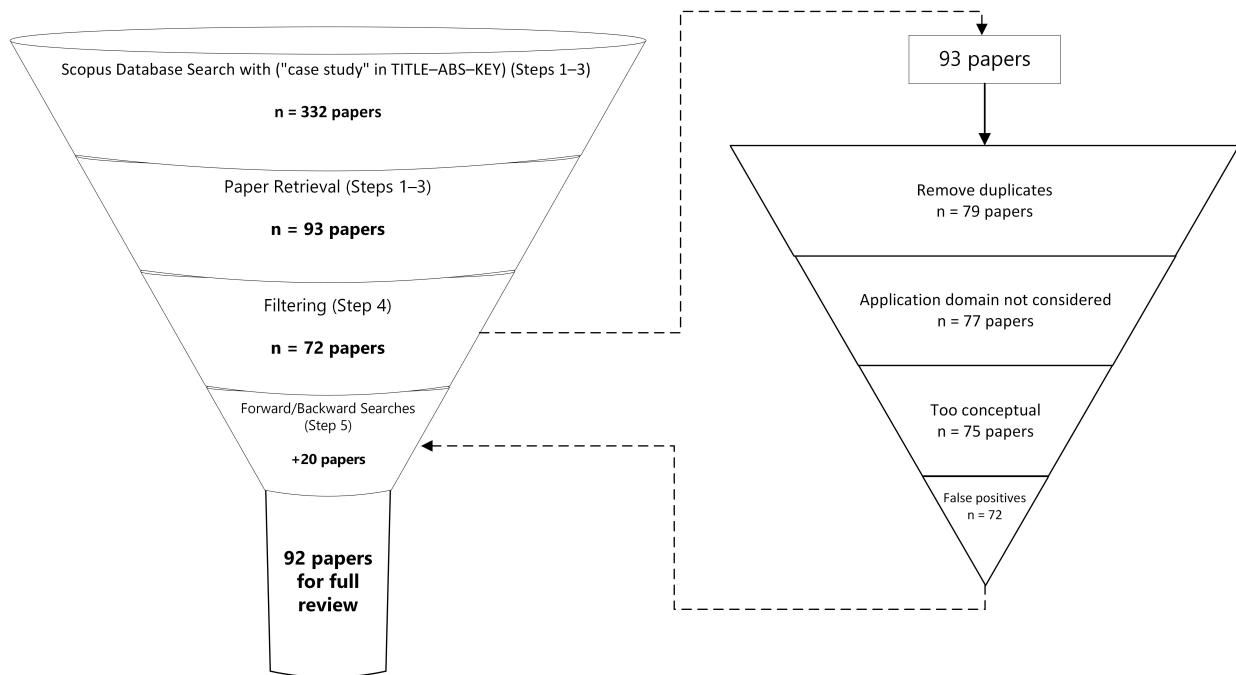 Scopus Database Search with ("case study" in TITLE–ABS–KEY) (Steps 1–3)
n = 332 papers
Paper Retrieval (Steps 1–3)
n = 93 papers
Filtering (Step 4)
n = 72 papers
Forward/Backward Searches
(Step 5)
+20 papers
92 papers
for full
review
93 papers
Remove duplicates
n = 79 papers
Application domain not considered
n = 77 papers
Too conceptual
n = 75 papers
False positives
n = 72